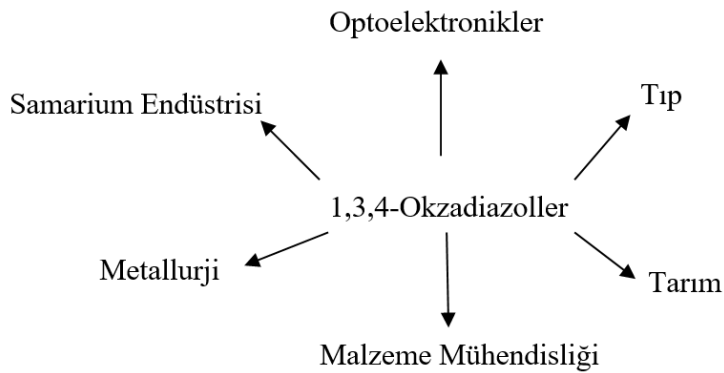 Optoelektronikler
Samarium Endüstrisi
Tıp
1,3,4-Okzadiazoller
Metallurji
Tarım
Malzeme Mühendisliği